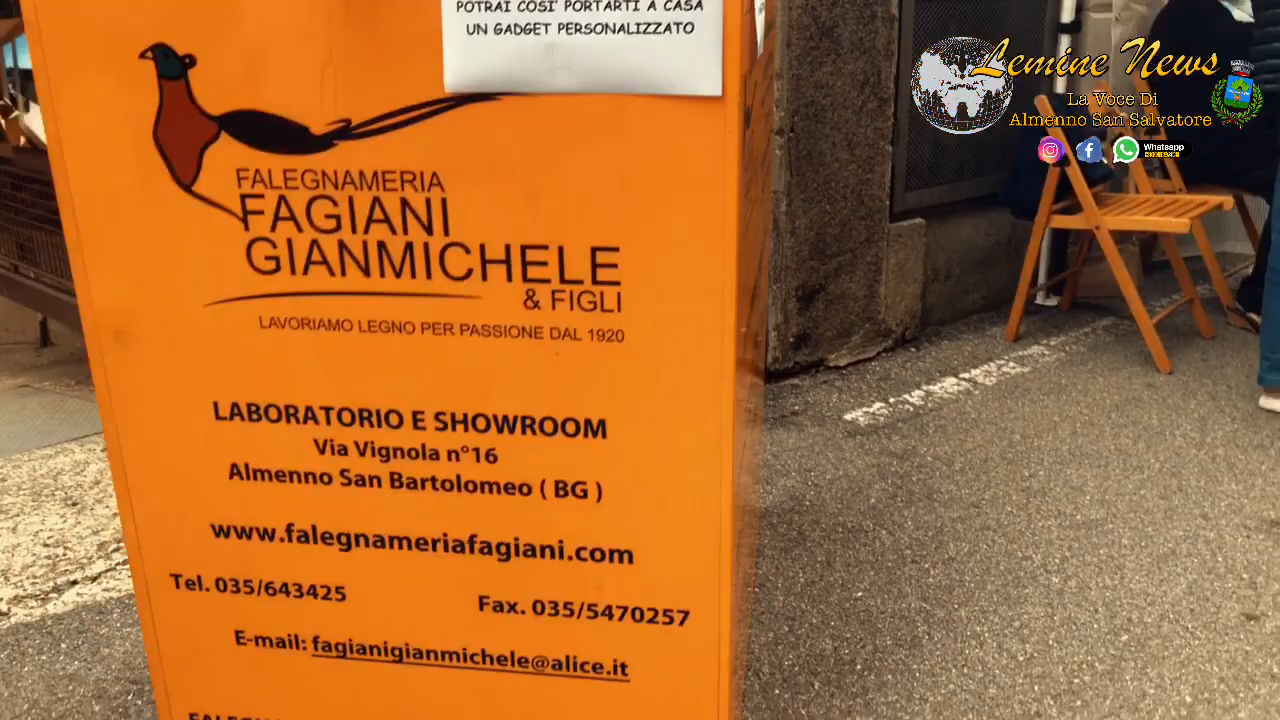 POTRAI COSI' PORTARTI A CASA
UN GADGET PERSONALIZZATO
FALEGNAMERIA
FAGIANI
GIANMICHELE
& FIGLI
LAVORIAMO LEGNO PER PASSIONE DAL 1920
LABORATORIO E SHOWROOM
Via Vignola n°16
Almenno San Bartolomeo ( BG )
www.falegnameriafagiani.com
Tel. 035/643425
Fax. 035/5470257
E-mail: fagianigianmichele@alice.it
Lemine News
La Voce Di
Almenno San Salvatore
Whatsapp